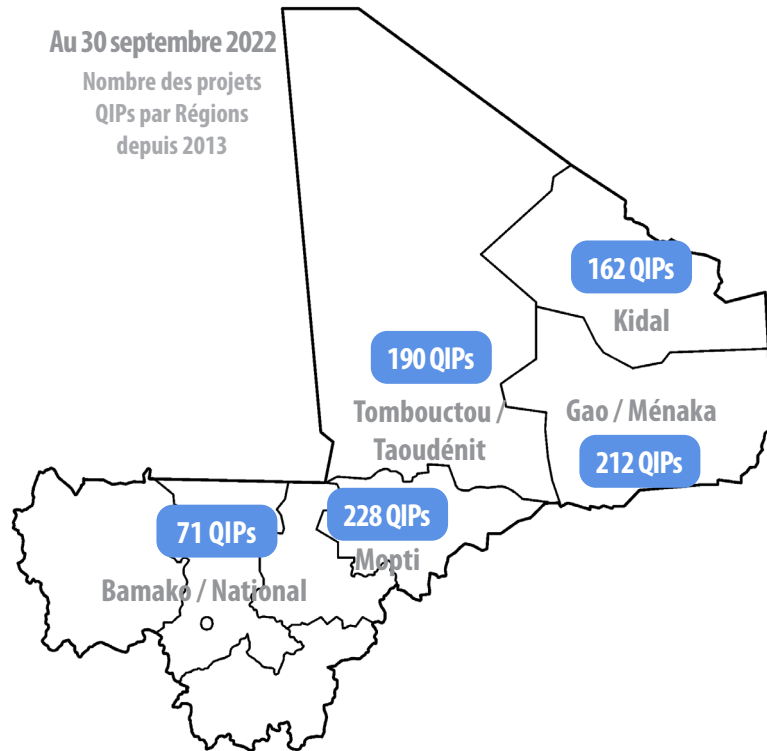 Au 30 septembre 2022
Nombre des projets
QIPs par Régions
depuis 2013
162 QIPs
Kidal
190 QIPs
Tombouctou /
Taoudénit
Gao / Ménaka
212 QIPs
228 QIPs
Mopti
71 QIPs
Bamako / National